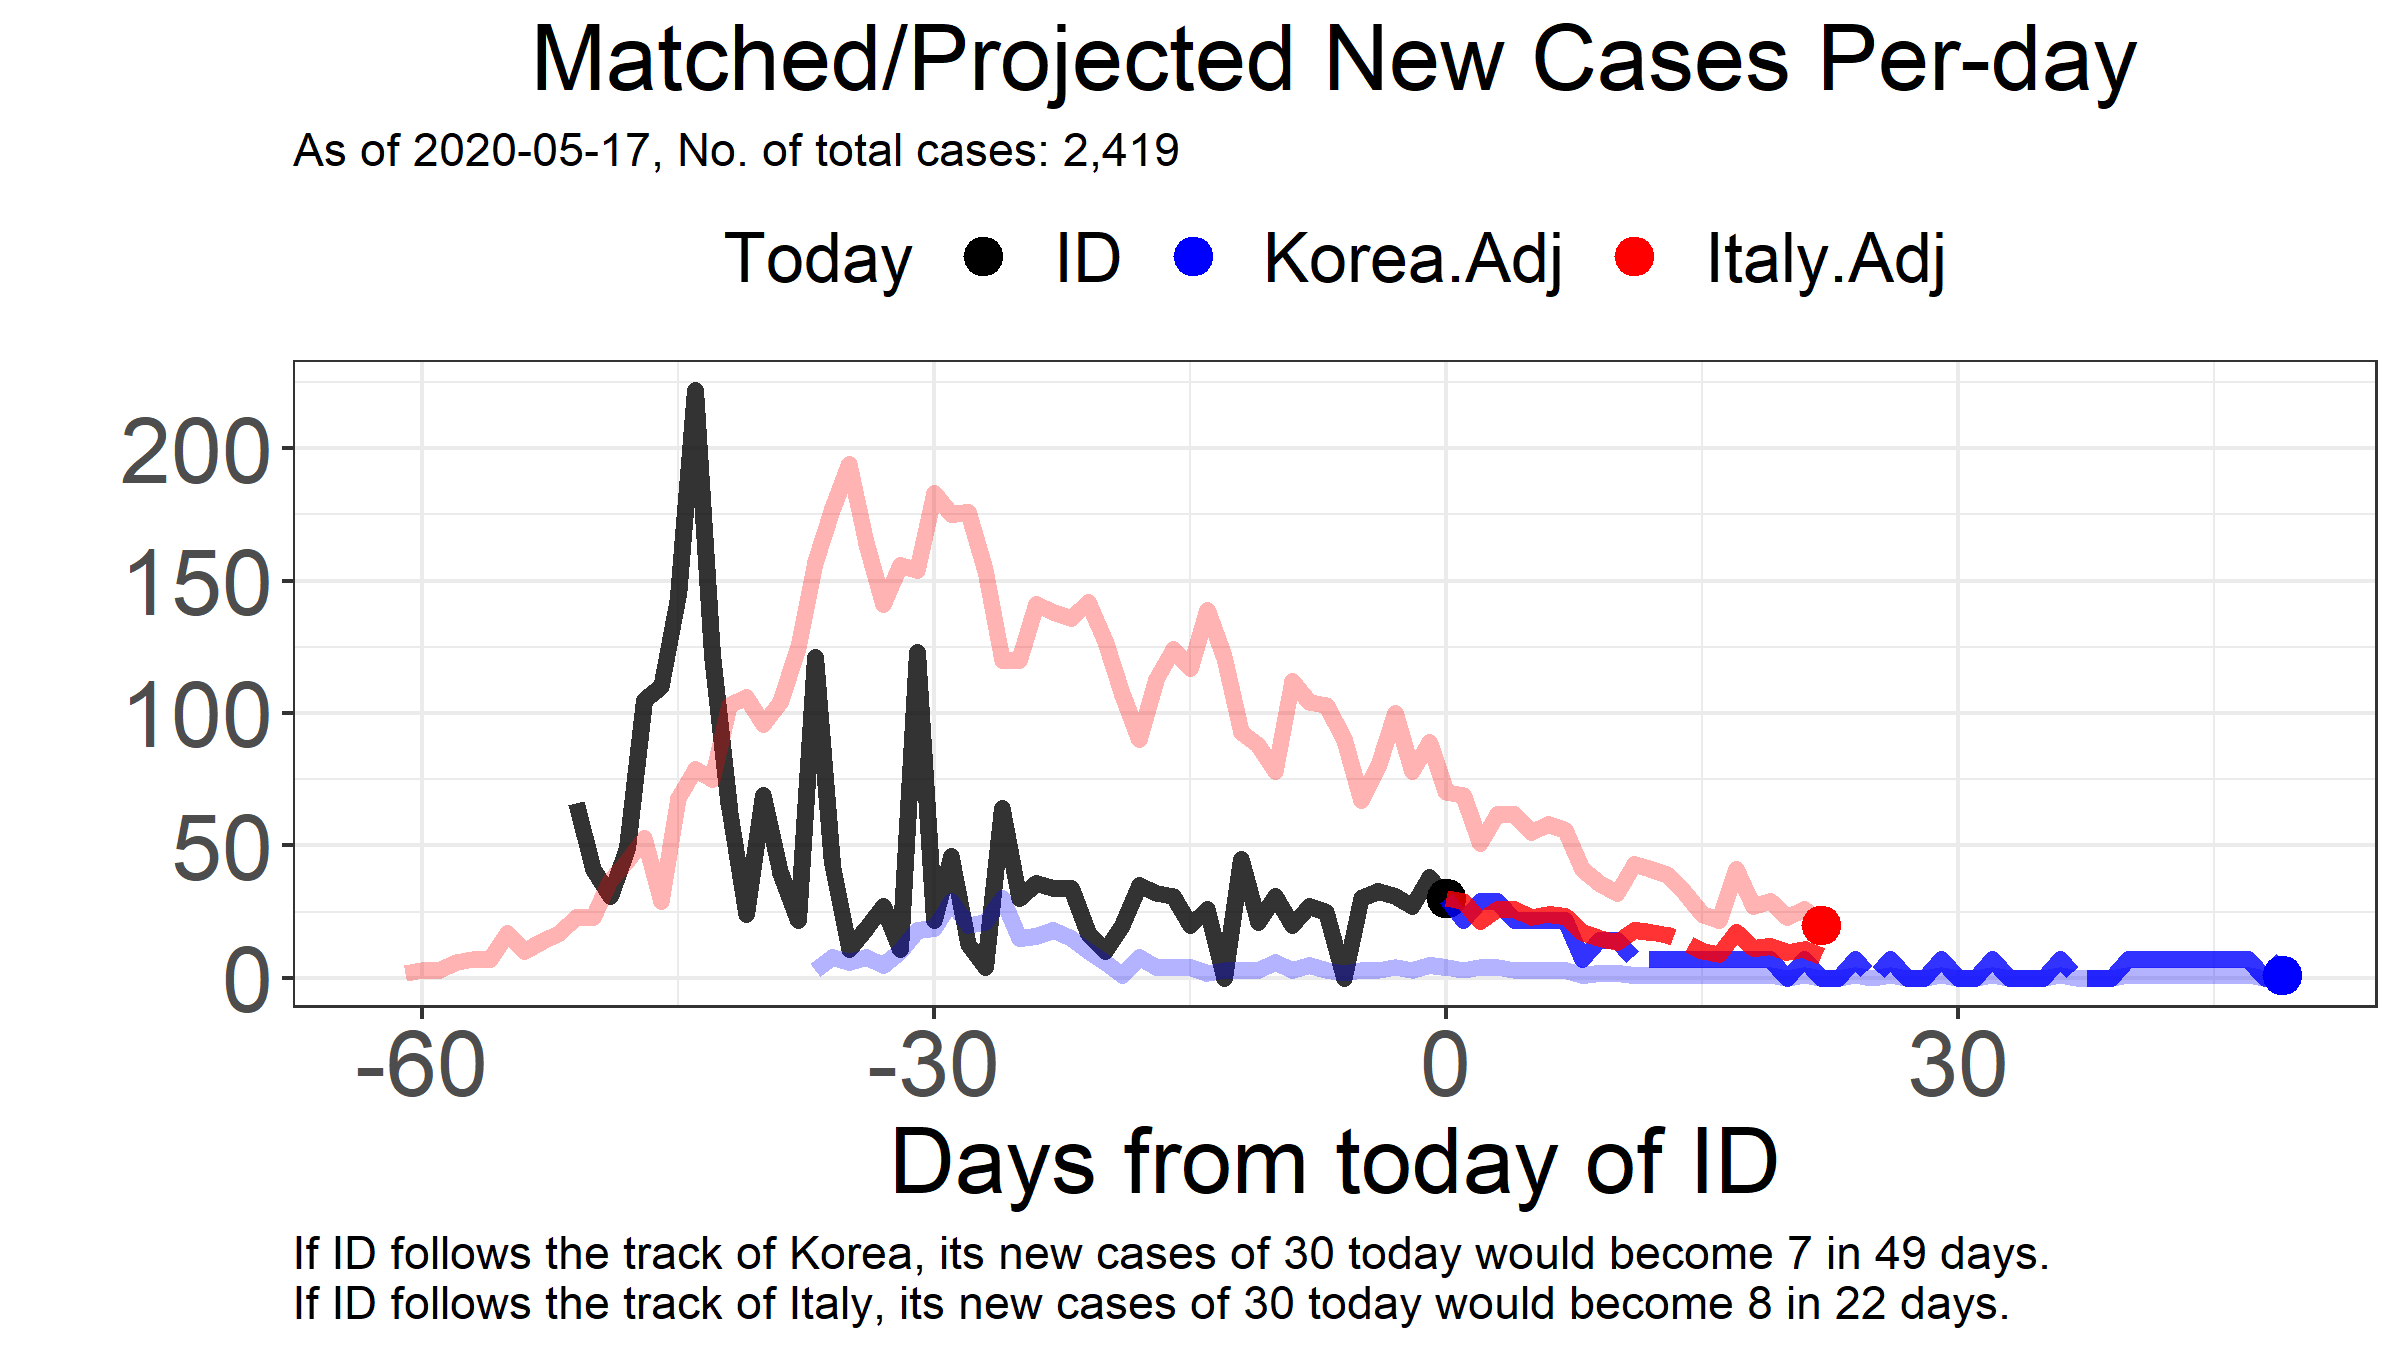 Matched/Projected New Cases Per-day
As of 2020-05-17, No. of total cases: 2,419
Today ID Korea.Adj Italy.Adj
200
150
100
50
0
-60 -30 0 30
Days from today of ID
If ID follows the track of Korea, its new cases of 30 today would become 7 in 49 days.
If ID follows the track of Italy, its new cases of 30 today would become 8 in 22 days.